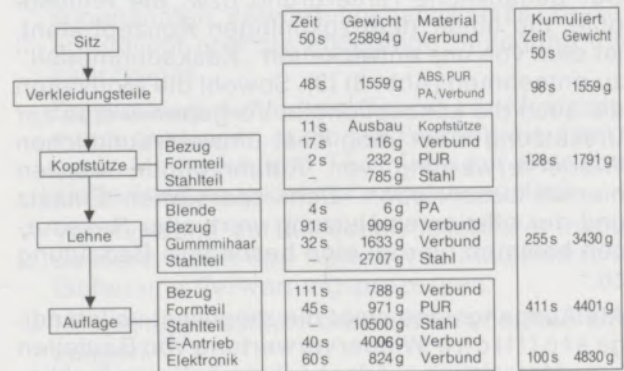 Zeit Gewicht Material Kumuliert
Sitz 50 s 25894 g Verbund Zeit Gewicht
50 s
Verkleidungsteile 48 s 1559 g ABS, PUR PA, Verbund 98 s 1559 g
11 s Ausbau Kopfstütze
Bezug 17 s 116 g Verbund
Kopfstütze Formteil 2 s 232 g PUR 128 s 1791 g
Stahlteil 785 g Stahl
Blende 4 s 6 g PA
Bezug 91 s 909 g Verbund
Lehne Gummmihaar 32 s 1633 g Verbund 255 s 3430 g
Stahlteil – 2707 g Stahl
Bezug 111 s 788 g Verbund
Auflage Formteil 45 s 971 g PUR 411 s 4401 g
Stahlteil 10500 g Stahl
E-Antrieb 40 s 4006 g Verbund
Elektronik 60 s 824 g Verbund 100 s 4830 g